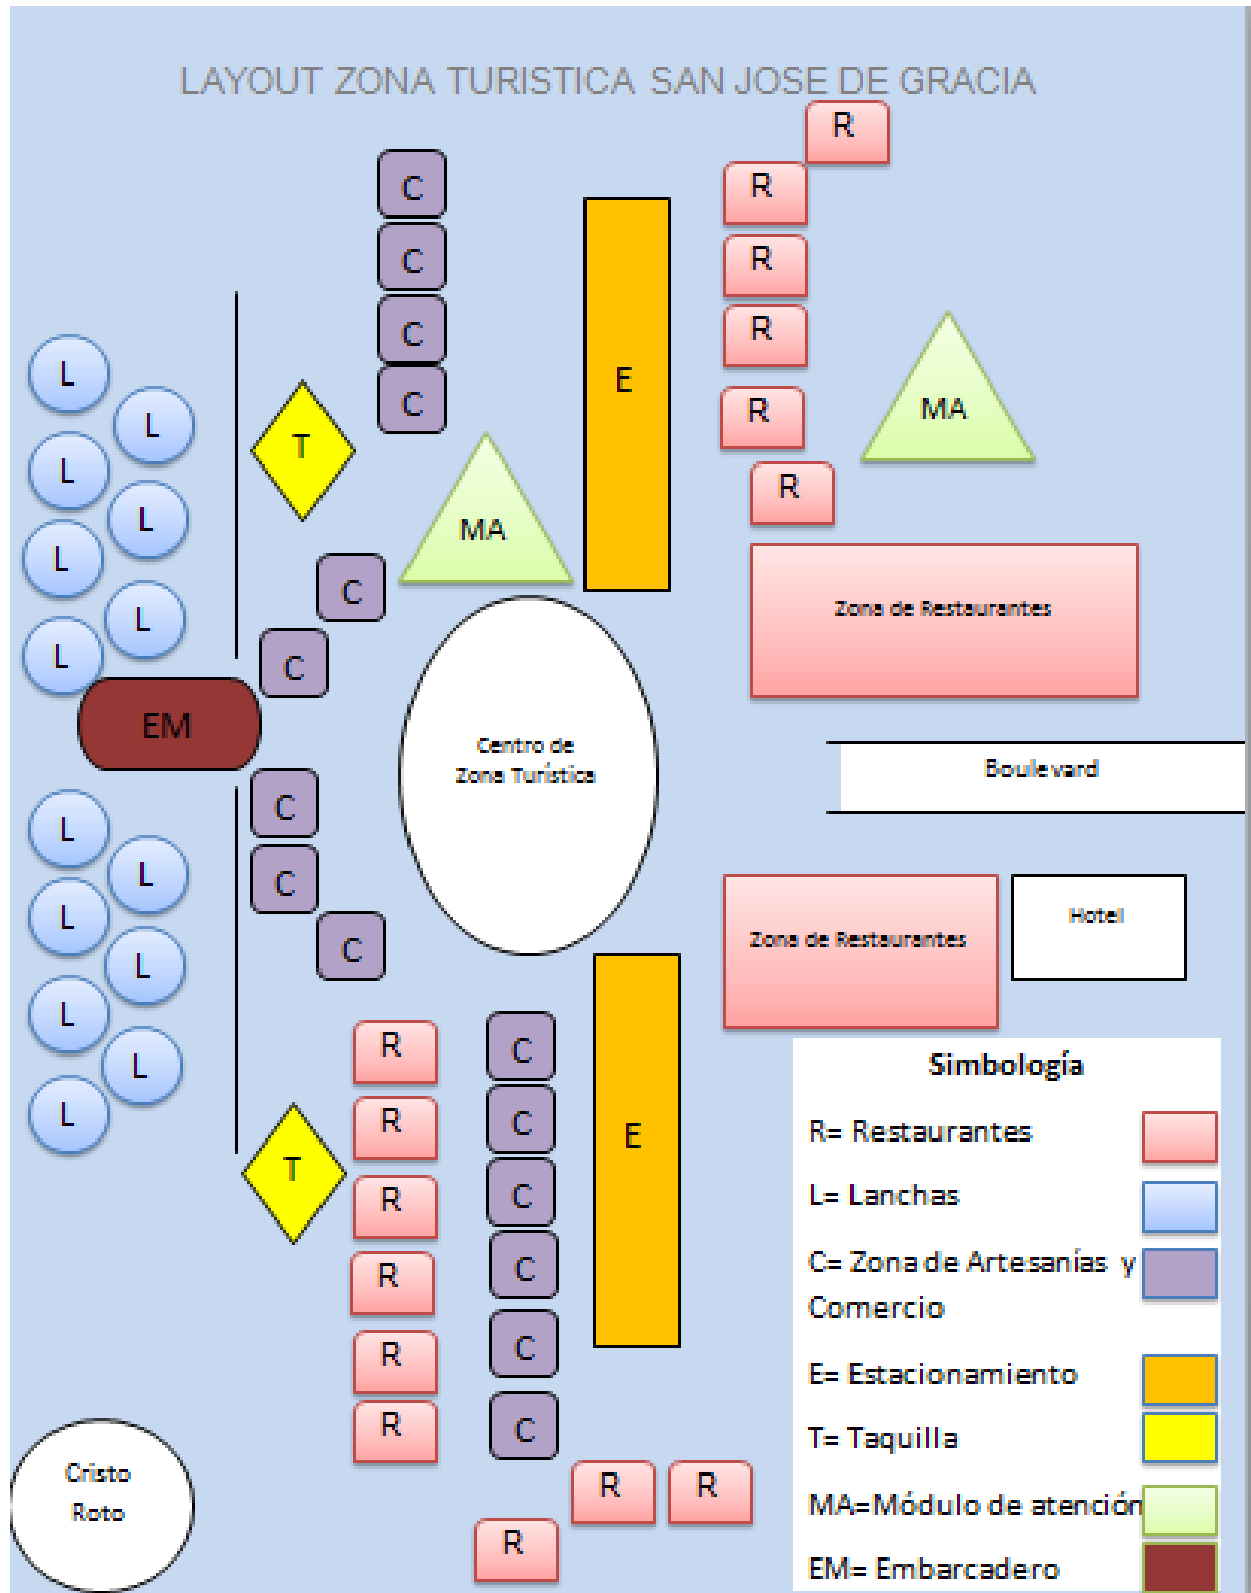 LAYOUT ZONA TURISTICA SAN JOSE DE GRACIA
R
C
R
C
R
C
R
L
E
C
MA
R
L
T
L
R
L
MA
L
C
Zona de Restaurantes
L
L
C
EM
Centro de
Zona Turística
Boulevard
C
L
L
C
Zona de Restaurantes
Hotel
L
C
L
L
R
C
L
Simbología
L
R
C
E
R= Restaurantes
T
R
C
L= Lanchas
R
C
C= Zona de Artesanías y
Comercio
R
C
E= Estacionamiento
R
C
T= Taquilla
Cristo
Roto
R
R
MA=Módulo de atención
R
EM= Embarcadero